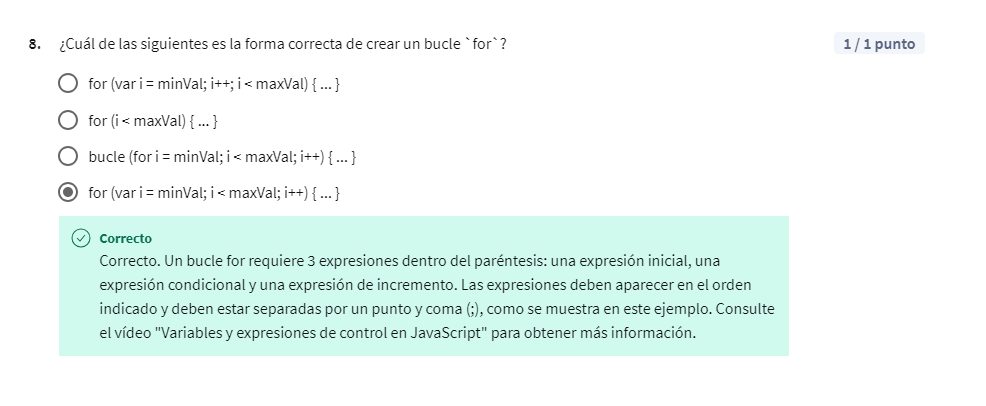 8. ¿Cuál de las siguientes es la forma correcta de crear un bucle `for`?
1 / 1 punto
for (var i = minVal; i++; i < maxVal) { ... }
for (i < maxVal) { ... }
bucle (for i = minVal; i < maxVal; i++) { ... }
for (var i = minVal; i < maxVal; i++) { ... }
Correcto
Correcto. Un bucle for requiere 3 expresiones dentro del paréntesis: una expresión inicial, una
expresión condicional y una expresión de incremento. Las expresiones deben aparecer en el orden
indicado y deben estar separadas por un punto y coma (;), como se muestra en este ejemplo. Consulte
el vídeo "Variables y expresiones de control en JavaScript" para obtener más información.